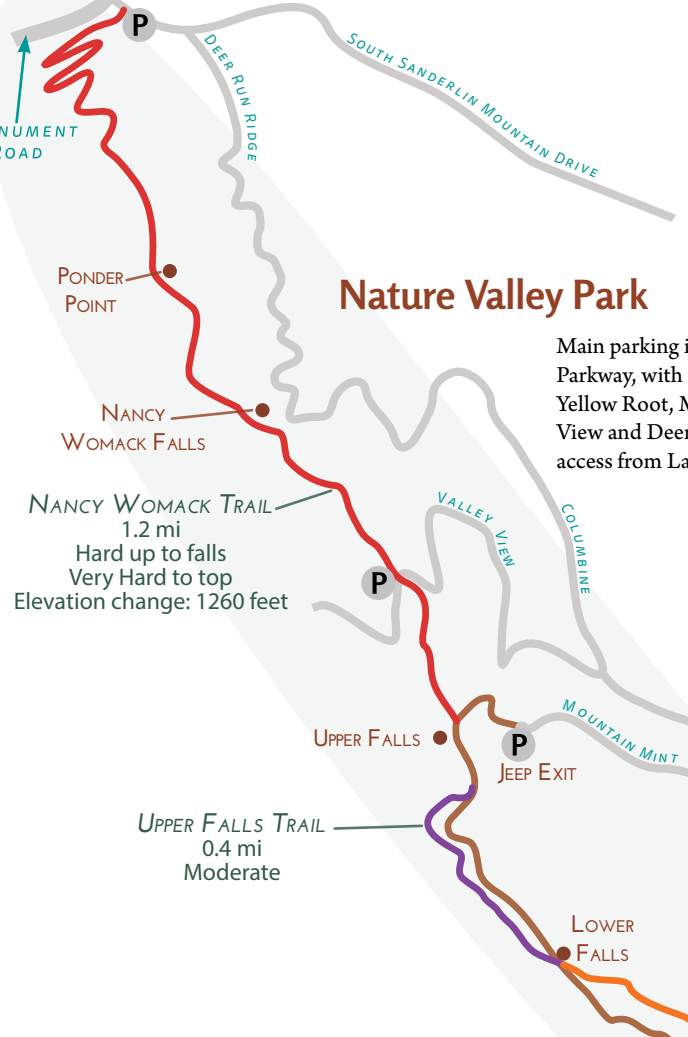 P
DEER RUN RIDGE
SOUTH SANDERLIN MOUNTAIN DRIVE
NUMENT
OAD
PONDER
POINT
Nature Valley Park
Main parking i
Parkway, with
Yellow Root, M
View and Deer
access from La
NANCY
WOMACK FALLS
NANCY WOMACK TRAIL
1.2 mi
Hard up to falls
Very Hard to top
Elevation change: 1260 feet
VALLEY VIEW
COLUMBINE
P
UPPER FALLS
P
JEEP EXIT
MOUNTAIN MINT
UPPER FALLS TRAIL
0.4 mi
Moderate
LOWER
FALLS